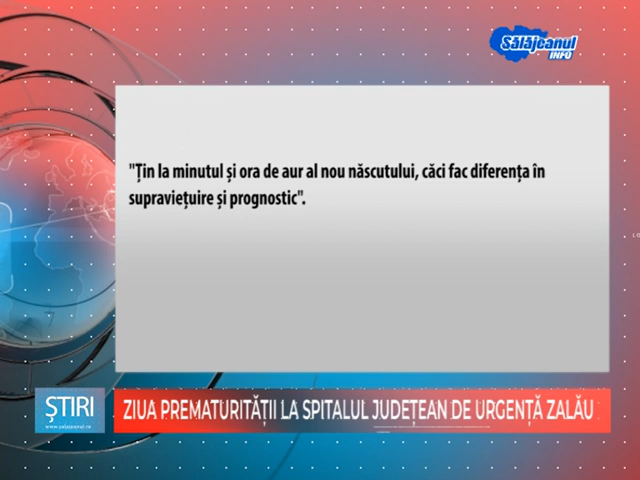 Sălăjeanul
INFO
"Țin la minutul și ora de aur al nou născutului, căci fac diferența în
supraviețuire și prognostic".
ȘTIRI
www.salajeanul.ro
ZIUA PREMATURITĂȚII LA SPITALUL JUDEȚEAN DE URGENȚĂ ZALĂU